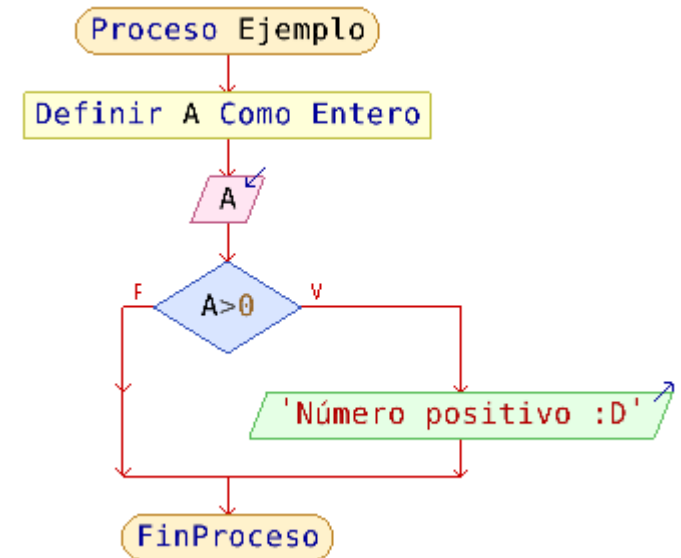 Proceso Ejemplo
Definir A Como Entero
A
F
A>0
V
'Número positivo :D'
FinProceso